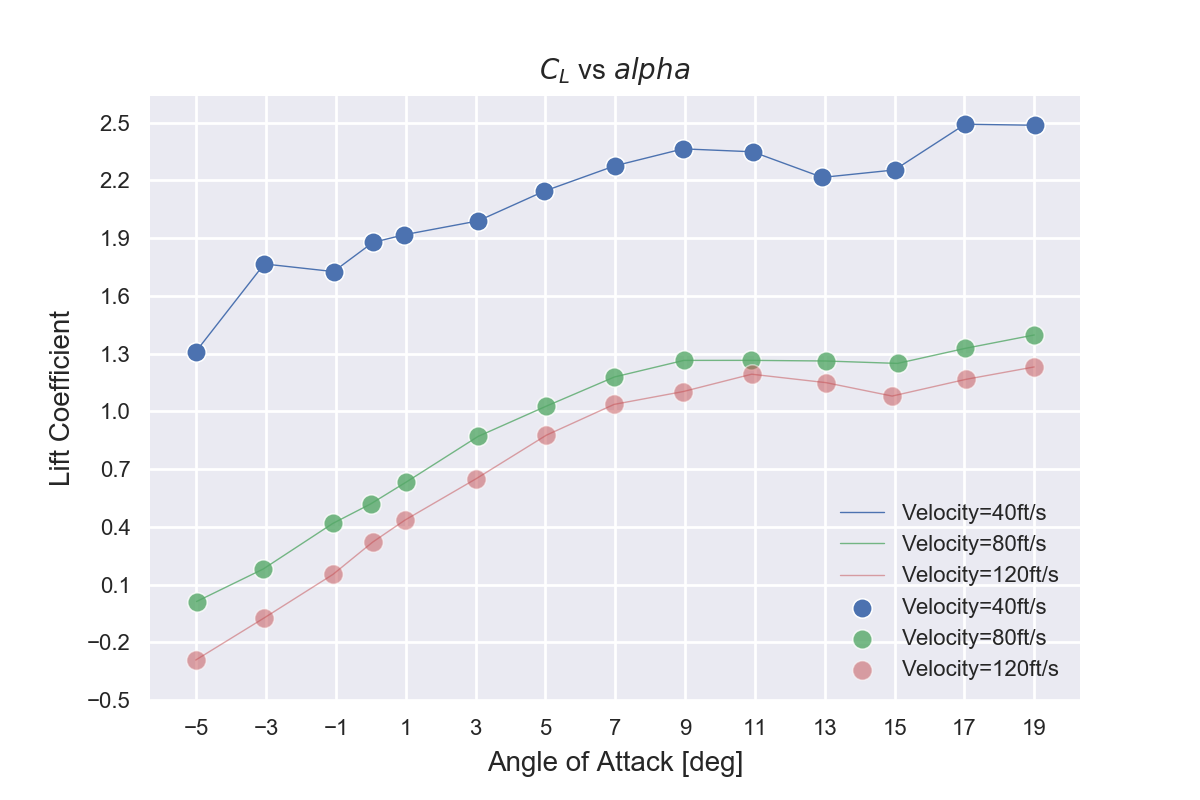 C_L vs alpha
2.5
2.2
1.9
1.6
1.3
1.0
0.7
0.4
0.1
−0.2
−0.5
Lift Coefficient
Velocity=40ft/s
Velocity=80ft/s
Velocity=120ft/s
Velocity=40ft/s
Velocity=80ft/s
Velocity=120ft/s
−5 −3 −1 1 3 5 7 9 11 13 15 17 19
Angle of Attack [deg]